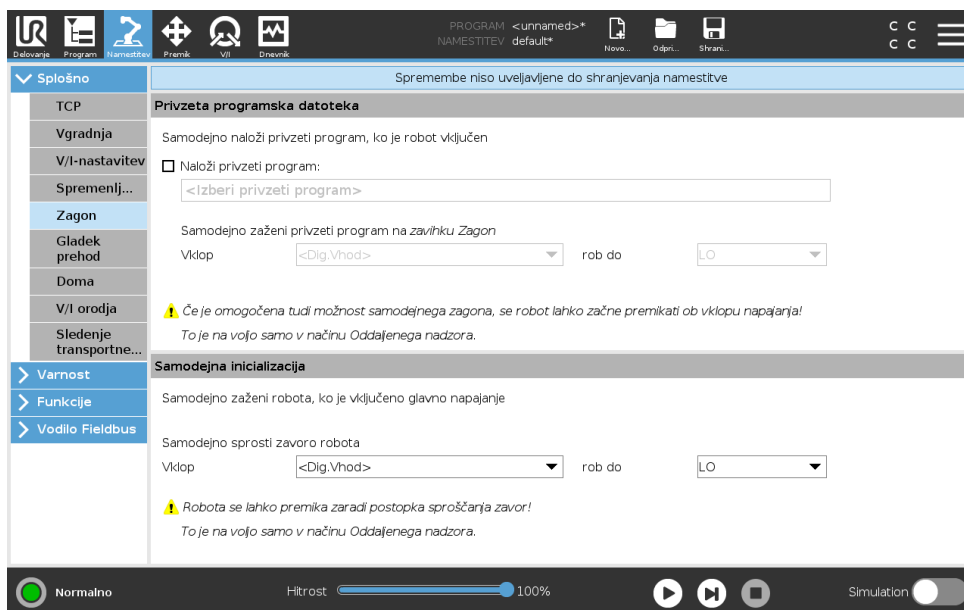 PROGRAM <unnamed>*
NAMESTITEV default*
UR
Delovanje
Program
Namestitev
Premik
V/I
Dnevnik
Novo...
Odpri...
Shrani...
C C
C C
Splošno
TCP
Vgradnja
V/I-nastavitev
Spremenlj...
Zagon
Gladek
prehod
Doma
V/I orodja
Sledenje
transportne...
Varnost
Funkcije
Vodilo Fieldbus
Spremembe niso uveljavljene do shranjevanja namestitve
Privzeta programska datoteka
Samodejno naloži privzeti program, ko je robot vključen
Naloži privzeti program:
<Izberi privzeti program>
Samodejno zaženi privzeti program na zavihku Zagon
Vklop <Dig.Vhod> rob do LO
Če je omogočena tudi možnost samodejnega zagona, se robot lahko začne premikati ob vklopu napajanja!
To je na voljo samo v načinu Oddaljenega nadzora.
Samodejna inicializacija
Samodejno zaženi robota, ko je vključeno glavno napajanje
Samodejno sprosti zavoro robota
Vklop <Dig.Vhod> rob do LO
Robota se lahko premika zaradi postopka sproščanja zavor!
To je na voljo samo v načinu Oddaljenega nadzora.
Normalno
Hitrost 100%
Simulation